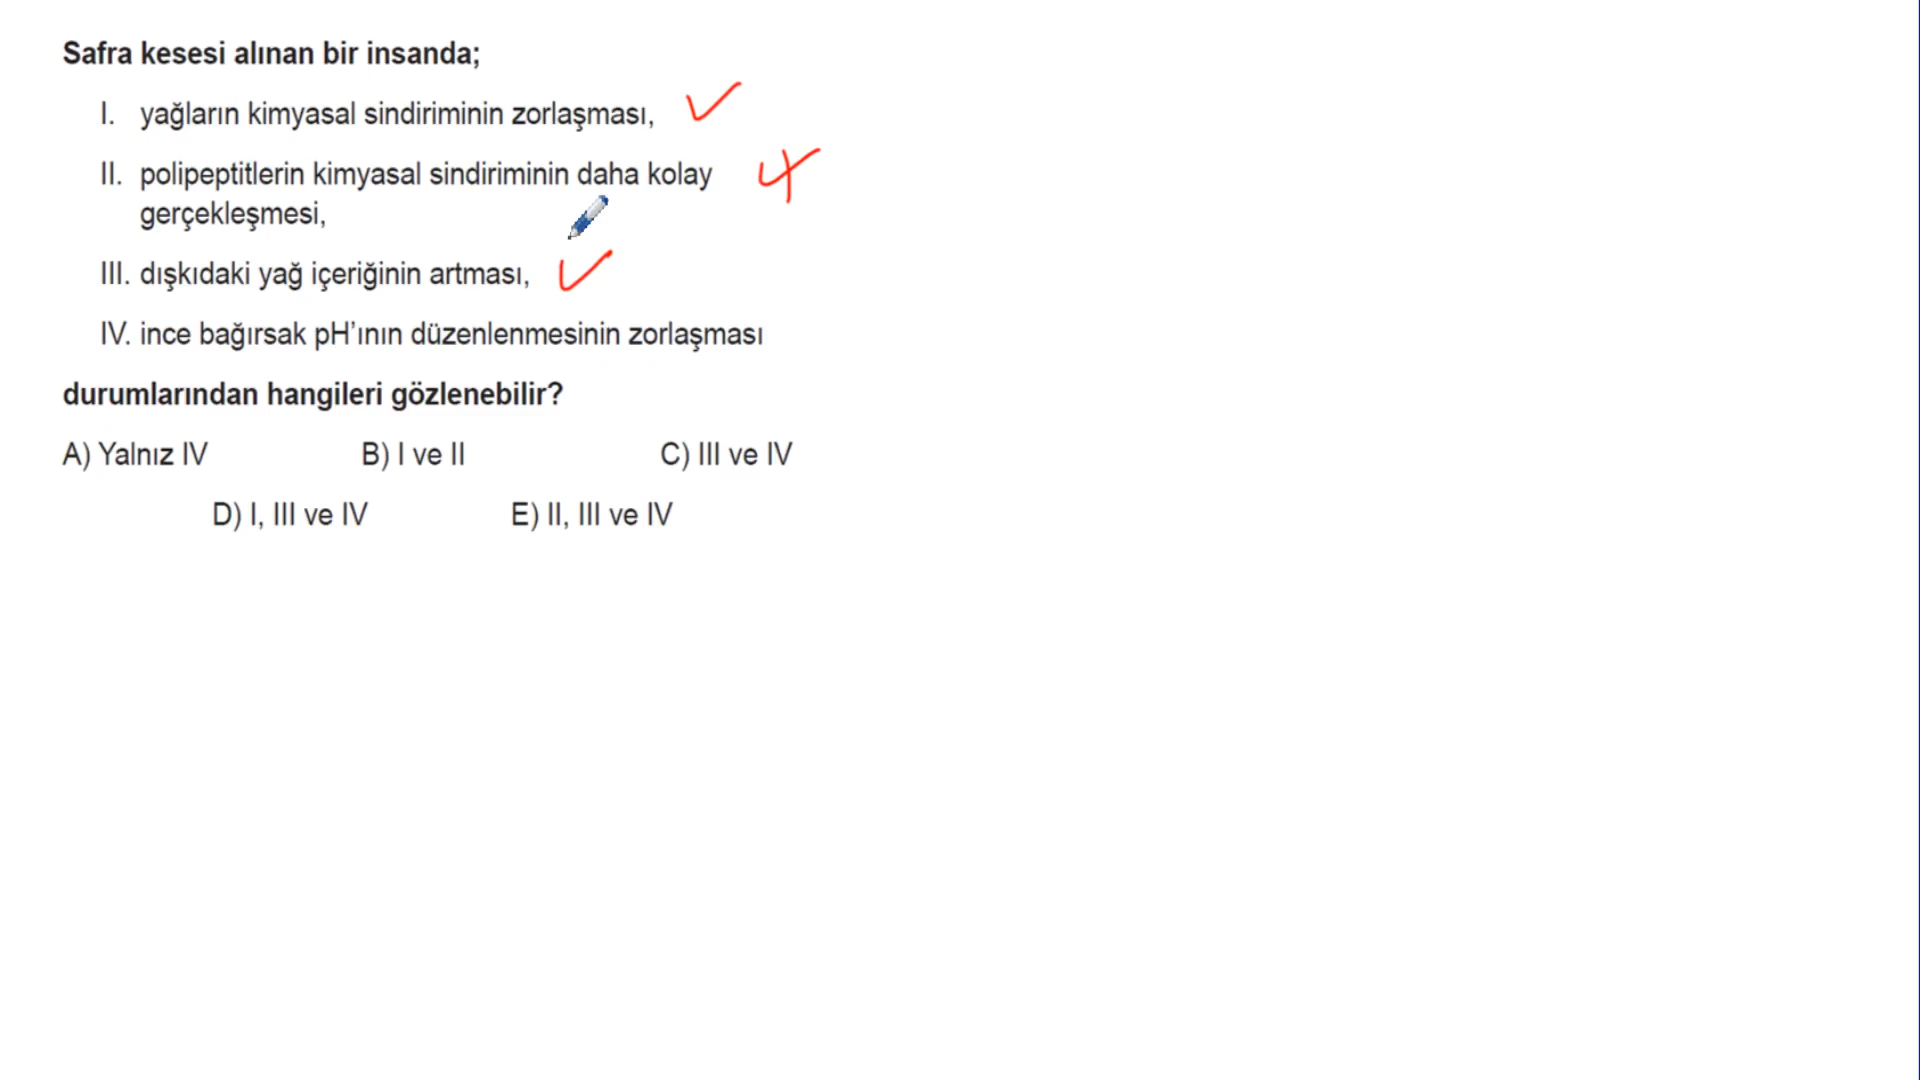 Safra kesesi alınan bir insanda;
I. yağların kimyasal sindiriminin zorlaşması,
II. polipeptitlerin kimyasal sindiriminin daha kolay
gerçekleşmesi,
III. dışkıdaki yağ içeriğinin artması,
IV. ince bağırsak pH’ının düzenlenmesinin zorlaşması
durumlarından hangileri gözlenebilir?
A) Yalnız IV B) I ve II C) III ve IV
D) I, III ve IV E) II, III ve IV